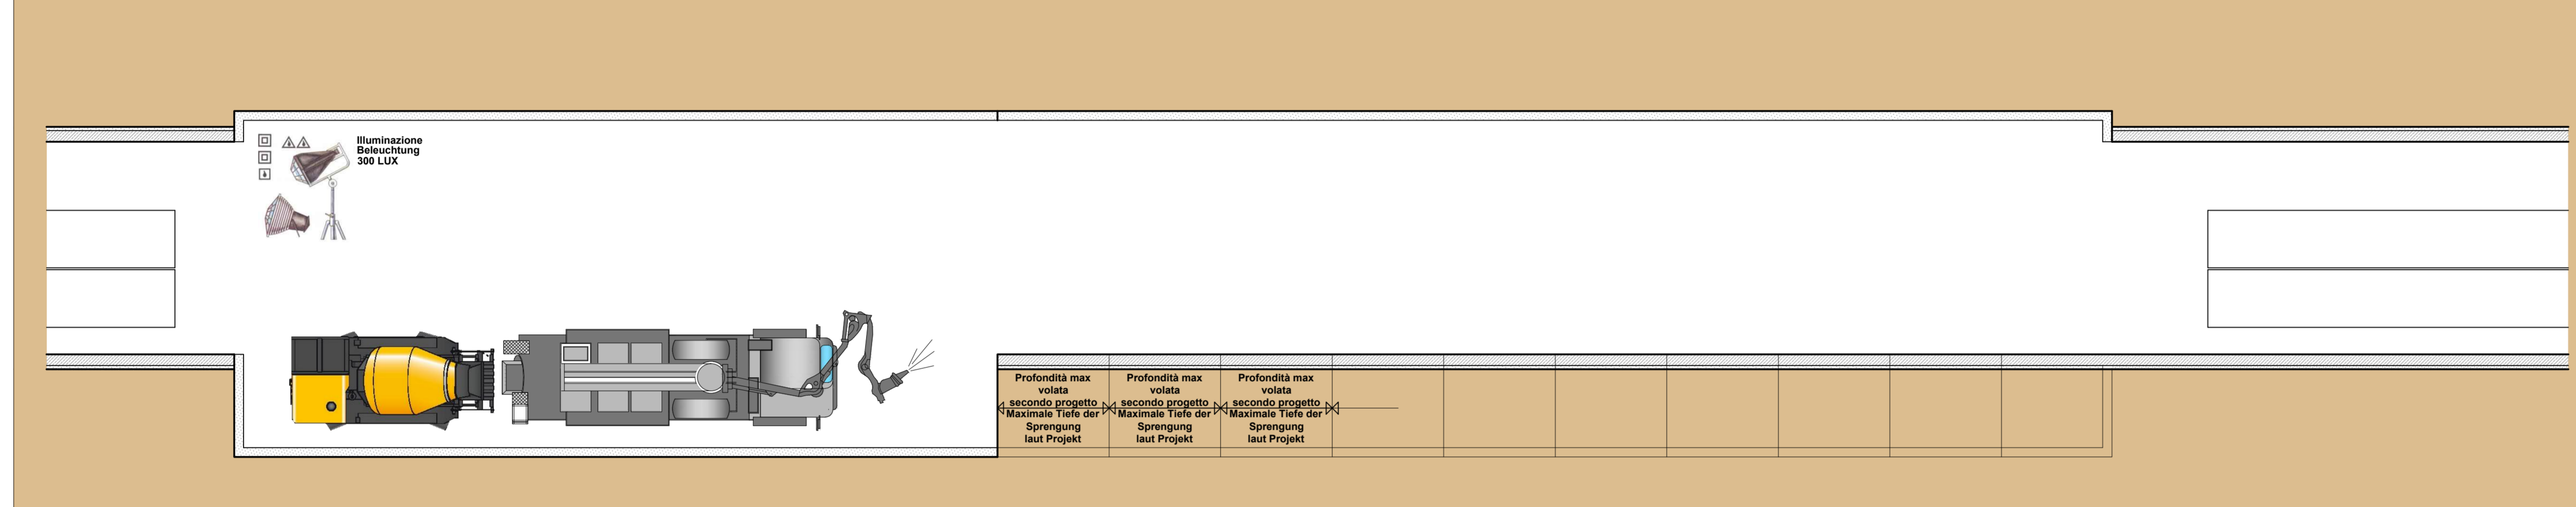 Illuminazione
Beleuchtung
300 LUX
Profondità max
volata
secondo progetto
Maximale Tiefe der
Sprengung
laut Projekt
Profondità max
volata
secondo progetto
Maximale Tiefe der
Sprengung
laut Projekt
Profondità max
volata
secondo progetto
Maximale Tiefe der
Sprengung
laut Projekt